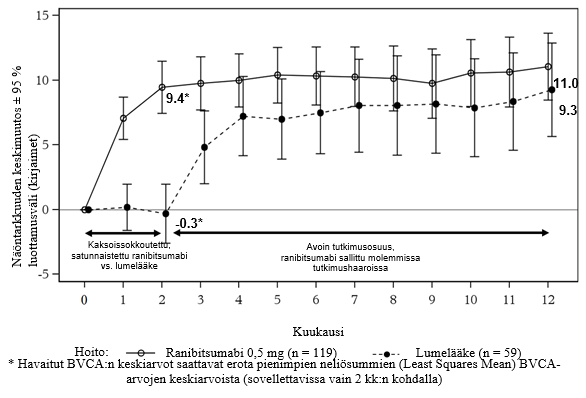 Näöntarkkuuden keskimuutos ± 95 %
luottamusväli (kirjaimet)
15
10
5
0
-5
9.4*
-0.3*
11.0
9.3
Kaksoissokkoutettu,
satunnaistettu ranibitsumabi
vs. lumelääke
Avoin tutkimusosuus,
ranibitsumabi sallittu molemmissa
tutkimushaaroissa
0 1 2 3 4 5 6 7 8 9 10 11 12
Kuukausi
Hoito: Ranibitsumabi 0,5 mg (n = 119) Lumelääke (n = 59)
* Havaitut BVCA:n keskiarvot saattavat erota pienimpien neliösummien (Least Squares Mean) BVCA-
arvojen keskiarvoista (sovellettavissa vain 2 kk:n kohdalla)